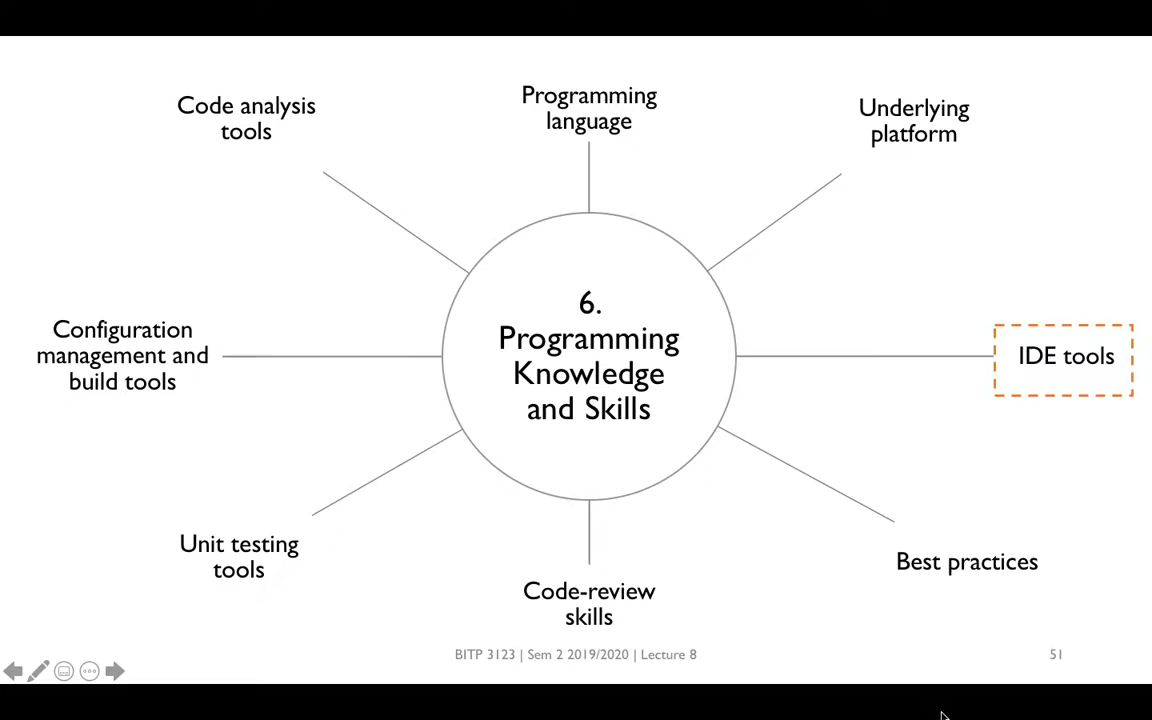 Code analysis
tools
Programming
language
Underlying
platform
6.
Programming
Knowledge
and Skills
Configuration
management and
build tools
IDE tools
Unit testing
tools
Code-review
skills
Best practices
BITP 3123 | Sem 2 2019/2020 | Lecture 8
51